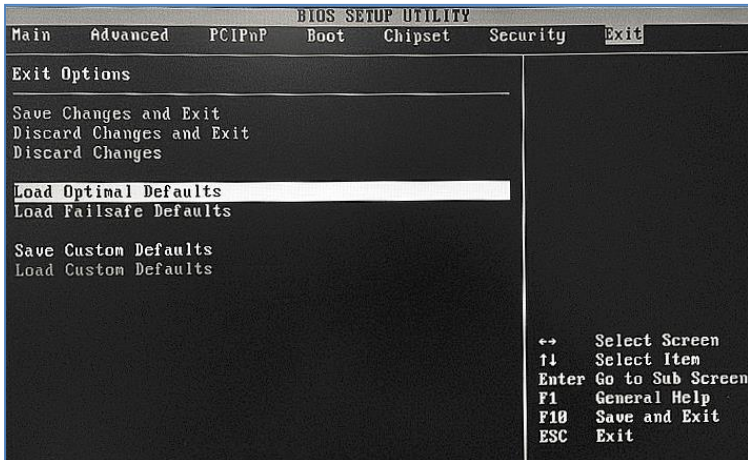 BIOS SETUP UTILITY
Main Advanced PCIPnP Boot Chipset Security Exit
Exit Options
Save Changes and Exit
Discard Changes and Exit
Discard Changes
Load Optimal Defaults
Load Failsafe Defaults
Save Custom Defaults
Load Custom Defaults
↔ Select Screen
↑↓ Select Item
Enter Go to Sub Screen
F1 General Help
F10 Save and Exit
ESC Exit